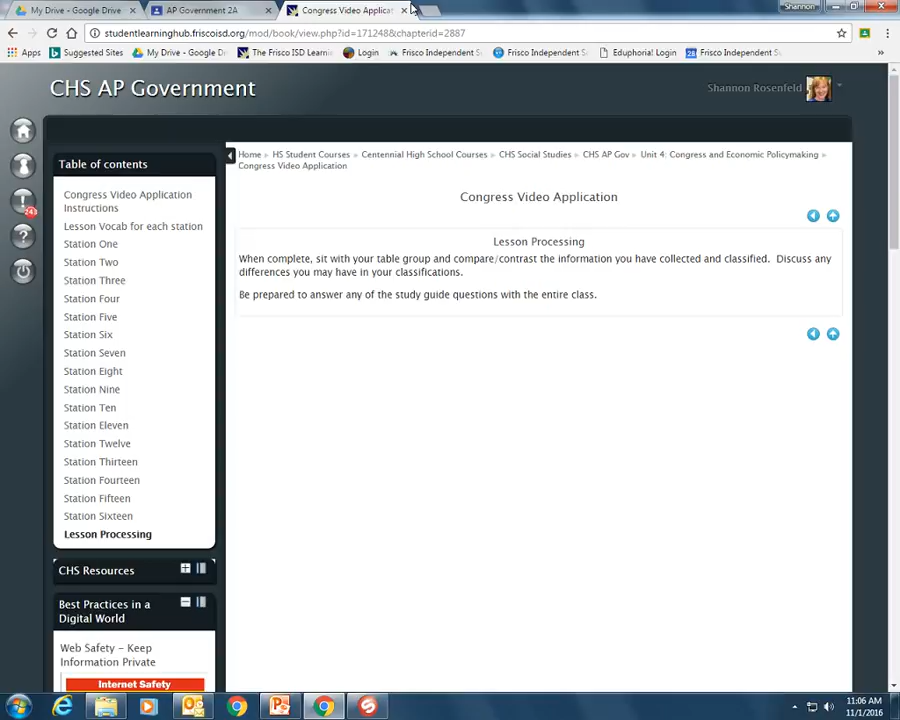 My Drive - Google Drive
AP Government 2A
Congress Video Applicat
Shannon
studentlearninghub.friscoisd.org/mod/book/view.php?id=171248&chapterid=2887
Apps
Suggested Sites
My Drive - Google D
The Frisco ISD Learni
Login
Frisco Independent S
Frisco Independent S
Eduphoria! Login
Frisco Independent S
»
CHS AP Government
Shannon Rosenfeld
Table of contents
Congress Video Application
Instructions
Lesson Vocab for each station
Station One
Station Two
Station Three
Station Four
Station Five
Station Six
Station Seven
Station Eight
Station Nine
Station Ten
Station Eleven
Station Twelve
Station Thirteen
Station Fourteen
Station Fifteen
Station Sixteen
Lesson Processing
Home ▸ HS Student Courses ▸ Centennial High School Courses ▸ CHS Social Studies ▸ CHS AP Gov ▸ Unit 4: Congress and Economic Policymaking ▸
Congress Video Application
Congress Video Application
Lesson Processing
When complete, sit with your table group and compare/contrast the information you have collected and classified. Discuss any
differences you may have in your classifications.
Be prepared to answer any of the study guide questions with the entire class.
CHS Resources
Best Practices in a
Digital World
Web Safety - Keep
Information Private
Internet Safety
11:06 AM
11/1/2016